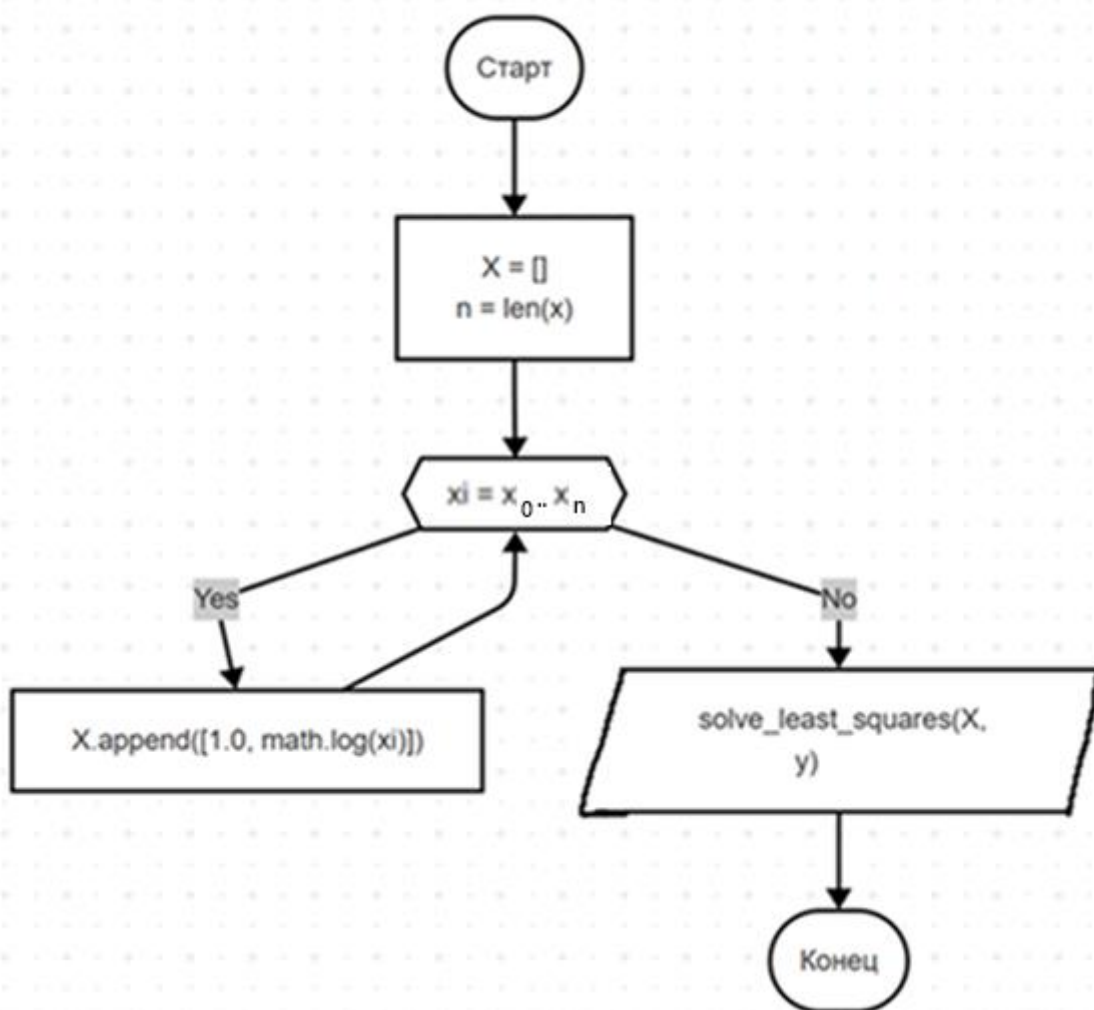 Старт
X = []
n = len(x)
xi = x₀.. xₙ
Yes
No
X.append([1.0, math.log(xi)])
solve_least_squares(X,
y)
Конец